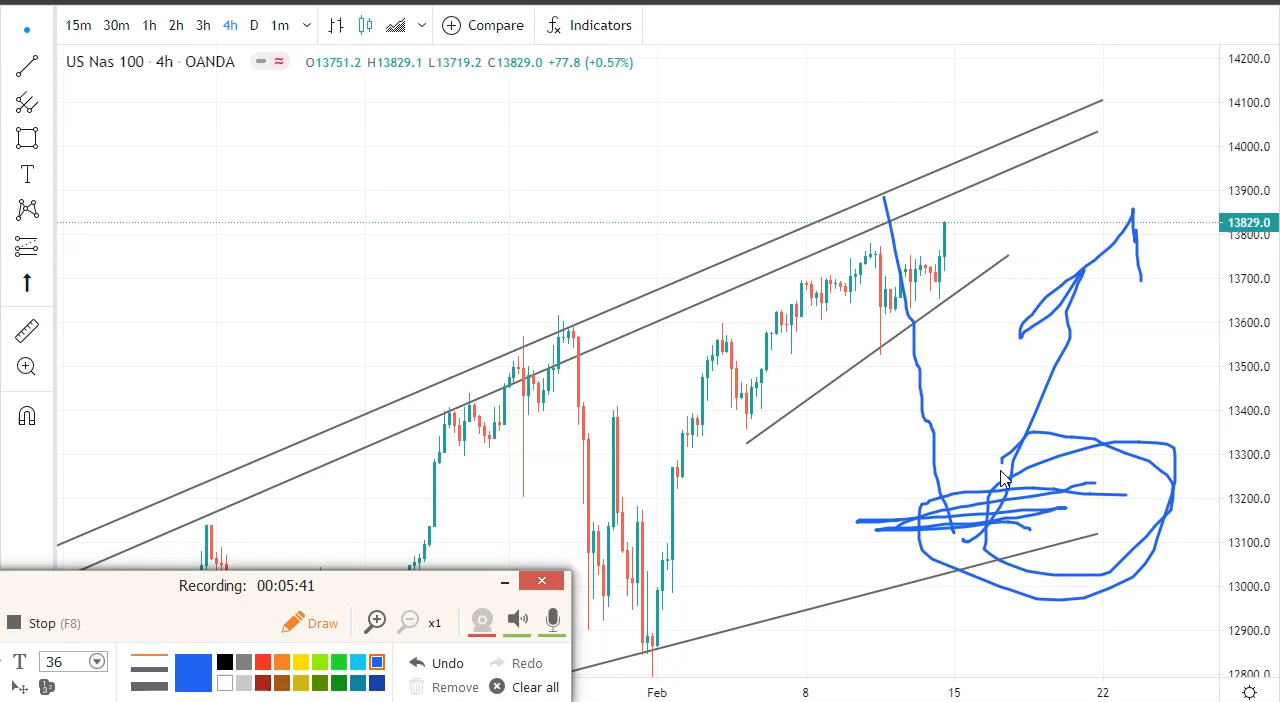 15m 30m 1h 2h 3h 4h D 1m Compare Indicators
US Nas 100 · 4h · OANDA O13751.2 H13829.1 L13719.2 C13829.0 +77.8 (+0.57%)
14200.0
14100.0
14000.0
13900.0
13829.0
13800.0
13700.0
13600.0
13500.0
13400.0
13300.0
13200.0
13100.0
13000.0
12900.0
12800.0
Feb 8 15 22
Recording: 00:05:41
Stop (F8) Draw x1
T 36 Undo Redo
Remove Clear all